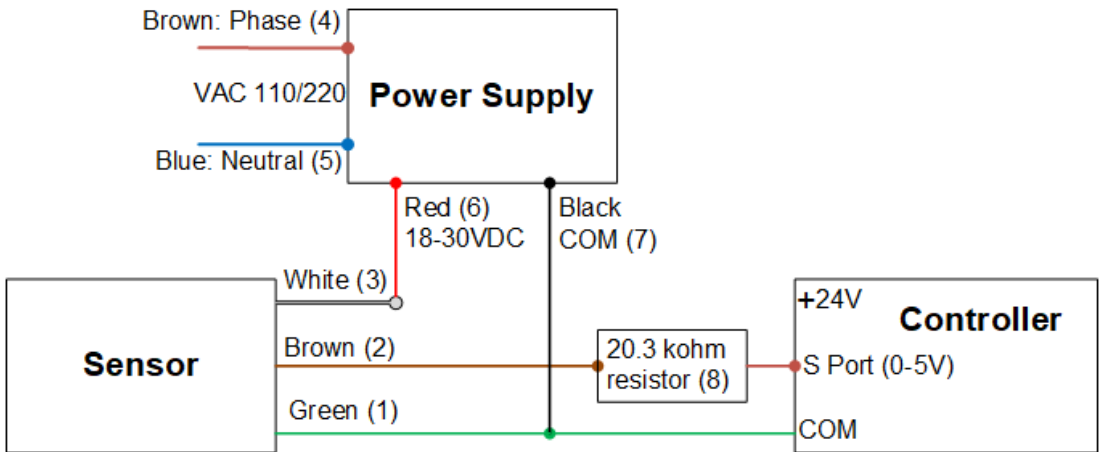 Brown: Phase (4)
VAC 110/220
Power Supply
Blue: Neutral (5)
Red (6)
18-30VDC
Black
COM (7)
White (3)
Sensor
Brown (2)
Green (1)
20.3 kohm
resistor (8)
+24V
Controller
S Port (0-5V)
COM